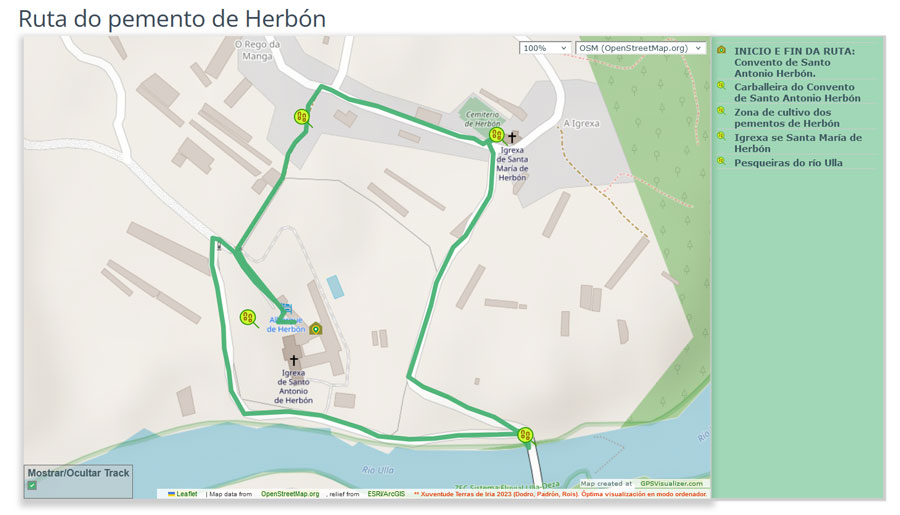 Ruta do pemento de Herbón
O Rego da
Manga
100%
OSM (OpenStreetMap.org)
INICIO E FIN DA RUTA:
Convento de Santo
Antonio Herbón.
Carballeira do Convento
de Santo Antonio Herbón
Zona de cultivo dos
pementos de Herbón
Igrexa se Santa María de
Herbón
Pesqueiras do río Ulla
Cemiterio
de Herbón
A Igrexa
Igrexa
de Santa
María de
Herbón
Albergue
de Herbón
Igrexa
de Santo
Antonio
de Herbón
Río Ulla
Río
Mostrar/Ocultar Track
Map created at GPSVisualizer.com
Leaflet | Map data from OpenStreetMap.org, relief from ESRI/ArcGIS ** Xuventude Terras de Iria 2023 (Dodro, Padrón, Rois) Óptima visualización en modo ordenador